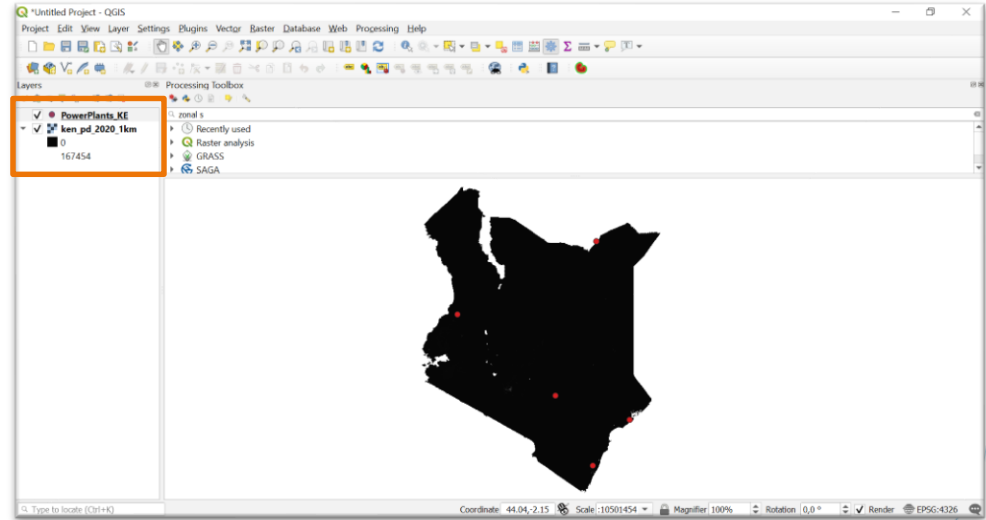 *Untitled Project - QGIS
Project Edit View Layer Settings Plugins Vector Raster Database Web Processing Help
Layers
Processing Toolbox
zonal s
PowerPlants_KE
ken_pd_2020_1km
0
167454
Recently used
Raster analysis
GRASS
SAGA
Type to locate (Ctrl+K)
Coordinate 44.04,-2.15 Scale :10501454 Magnifier 100% Rotation 0,0 ° Render EPSG:4326